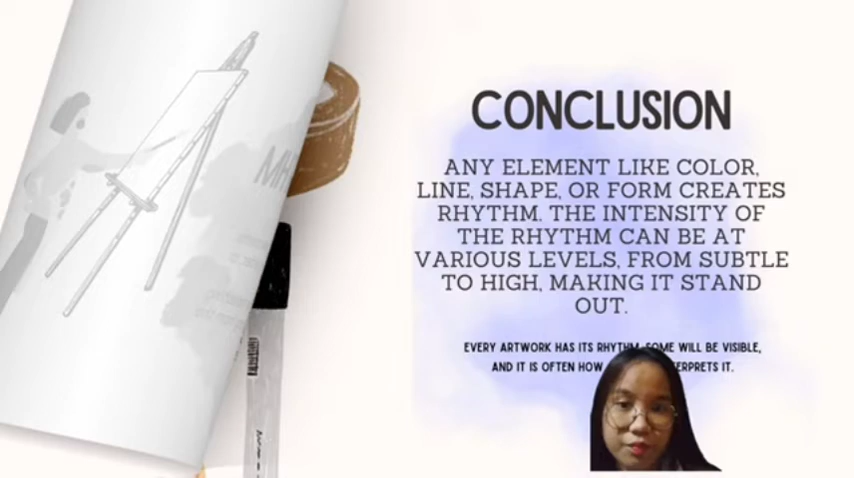 CONCLUSION
ANY ELEMENT LIKE COLOR,
LINE, SHAPE, OR FORM CREATES
RHYTHM. THE INTENSITY OF
THE RHYTHM CAN BE AT
VARIOUS LEVELS, FROM SUBTLE
TO HIGH, MAKING IT STAND
OUT.
EVERY ARTWORK HAS ITS RHYTHM. SOME WILL BE VISIBLE,
AND IT IS OFTEN HOW